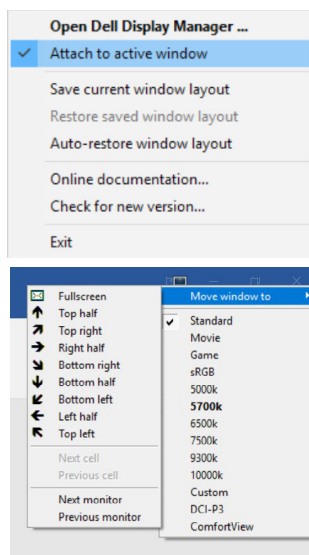 Open Dell Display Manager ...
Attach to active window
Save current window layout
Restore saved window layout
Auto-restore window layout
Online documentation...
Check for new version...
Exit
Move window to
Fullscreen
Top half
Top right
Right half
Bottom right
Bottom half
Bottom left
Left half
Top left
Next cell
Previous cell
Next monitor
Previous monitor
Standard
Movie
Game
sRGB
5000k
5700k
6500k
7500k
9300k
10000k
Custom
DCI-P3
ComfortView